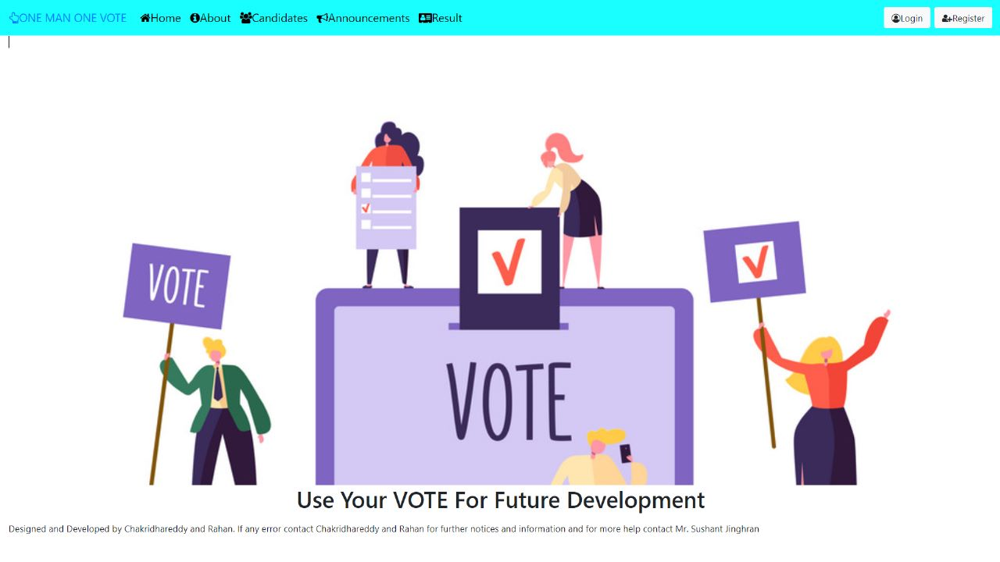 ONE MAN ONE VOTE Home About Candidates Announcements Result Login Register
VOTE
VOTE
Use Your VOTE For Future Development
Designed and Developed by Chakridhareddy and Rahan. If any error contact Chakridhareddy and Rahan for further notices and information and for more help contact Mr. Sushant Jinghran